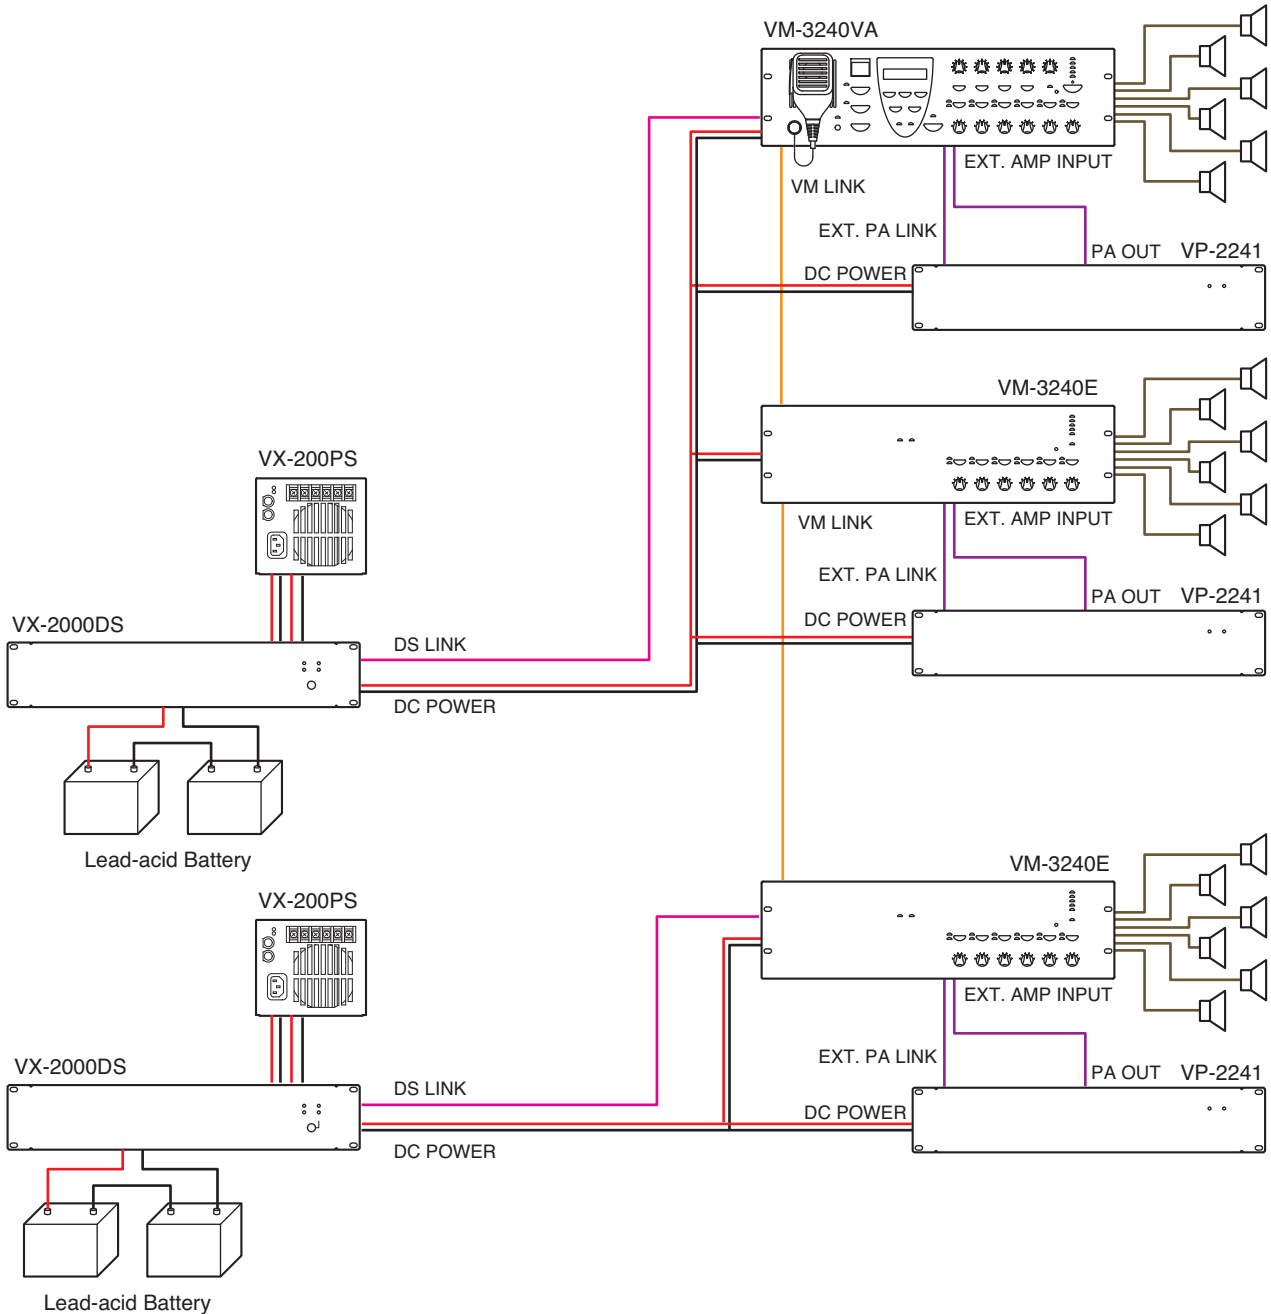 VM-3240VA
VM LINK
EXT. AMP INPUT
EXT. PA LINK
PA OUT
VP-2241
DC POWER
VM-3240E
VM LINK
EXT. AMP INPUT
EXT. PA LINK
PA OUT
VP-2241
DC POWER
VX-200PS
VX-2000DS
DS LINK
DC POWER
Lead-acid Battery
VM-3240E
EXT. AMP INPUT
EXT. PA LINK
PA OUT
VP-2241
DC POWER
VX-200PS
VX-2000DS
DS LINK
DC POWER
Lead-acid Battery